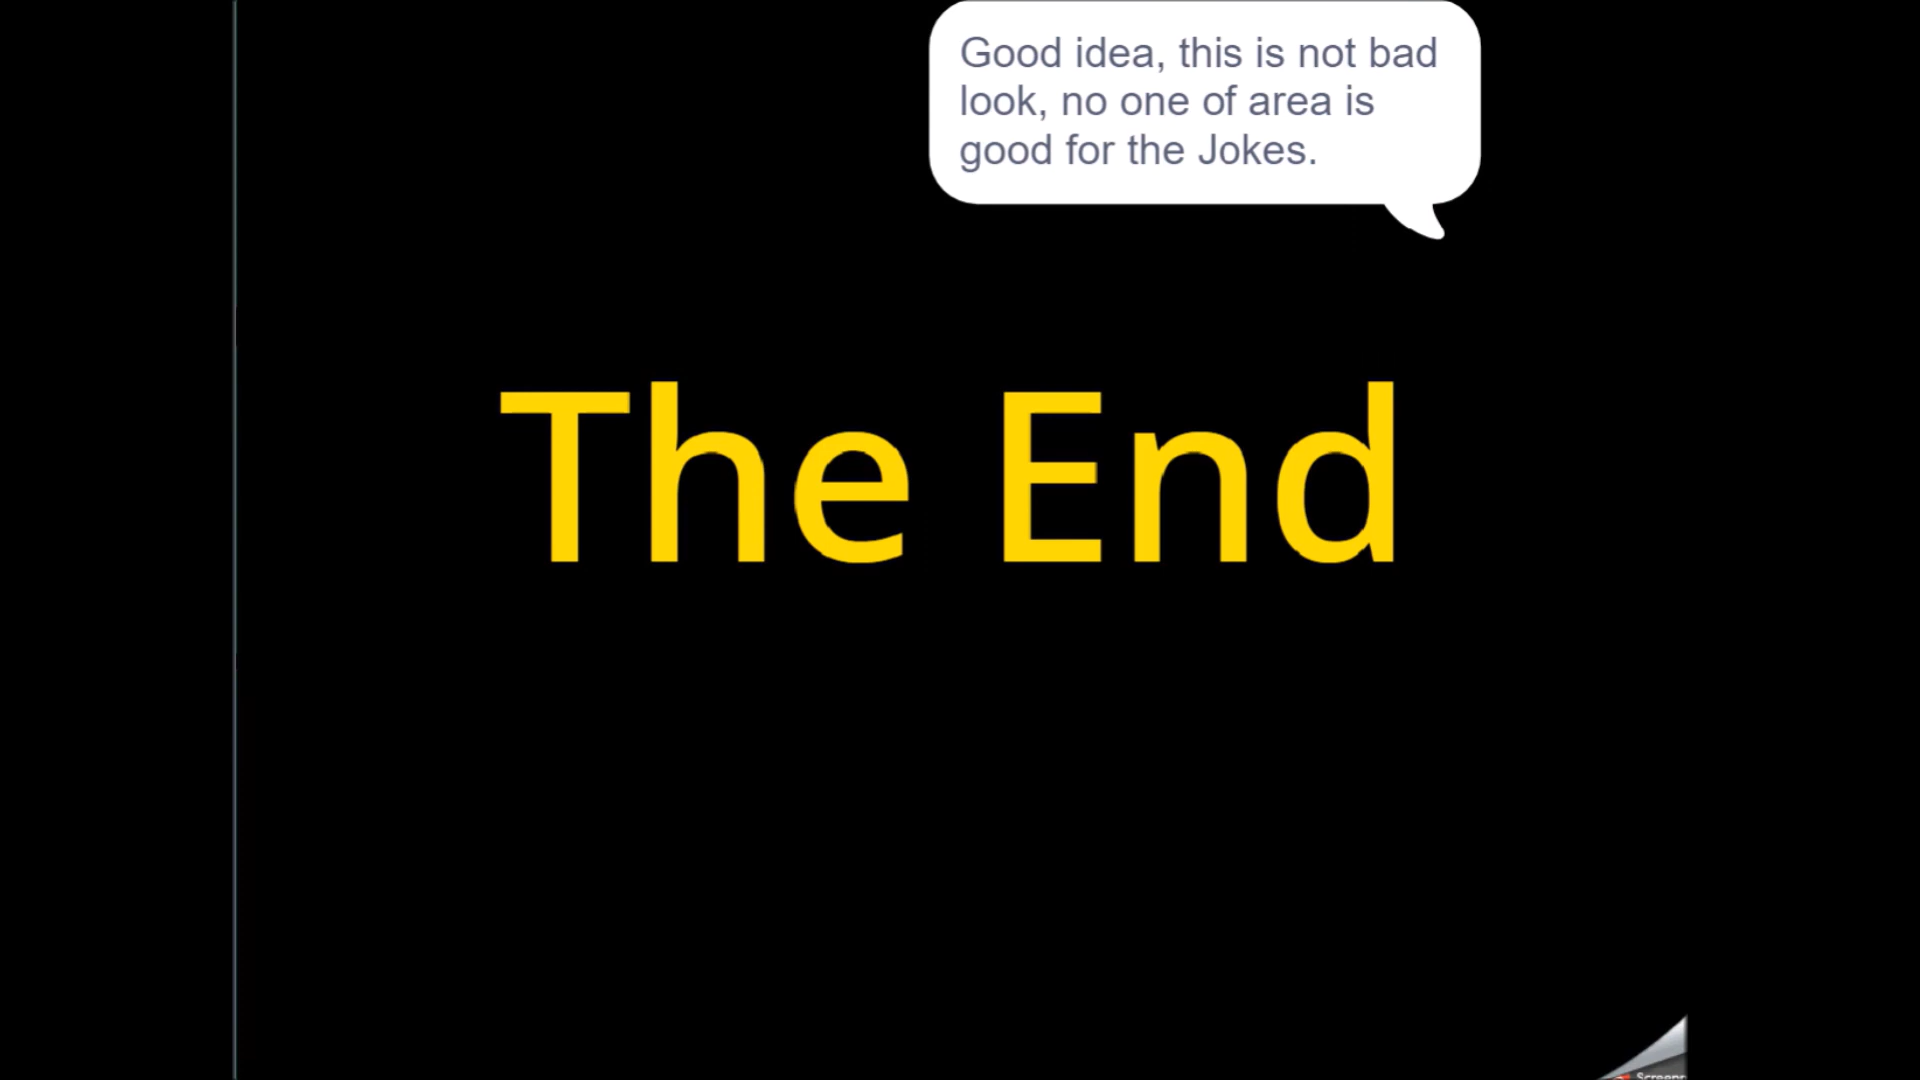 Good idea, this is not bad
look, no one of area is
good for the Jokes.
The End